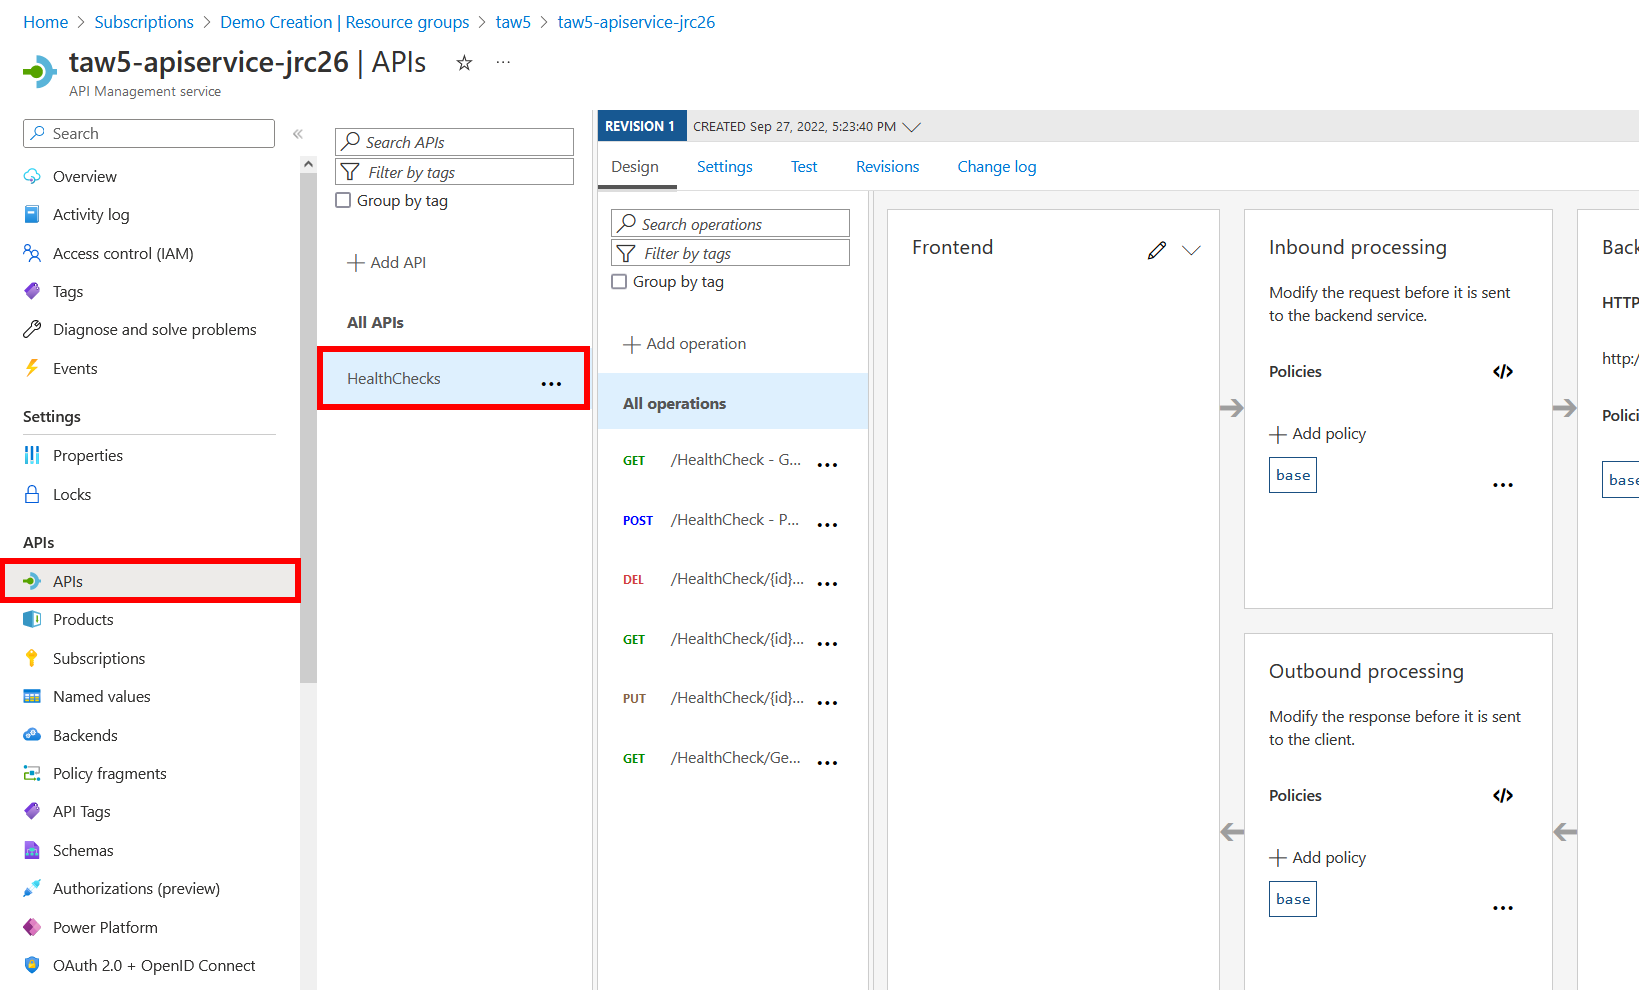 Home > Subscriptions > Demo Creation | Resource groups > taw5 > taw5-apiservice-jrc26
taw5-apiservice-jrc26 | APIs
API Management service
Search
Overview
Activity log
Access control (IAM)
Tags
Diagnose and solve problems
Events
Settings
Properties
Locks
APIs
APIs
Products
Subscriptions
Named values
Backends
Policy fragments
API Tags
Schemas
Authorizations (preview)
Power Platform
OAuth 2.0 + OpenID Connect
Search APIs
Filter by tags
Group by tag
+ Add API
All APIs
HealthChecks ...
REVISION 1 CREATED Sep 27, 2022, 5:23:40 PM
Design Settings Test Revisions Change log
Search operations
Filter by tags
Group by tag
+ Add operation
All operations
GET /HealthCheck - G... ...
POST /HealthCheck - P... ...
DEL /HealthCheck/{id}... ...
GET /HealthCheck/{id}... ...
PUT /HealthCheck/{id}... ...
GET /HealthCheck/Ge... ...
Frontend
Inbound processing
Modify the request before it is sent
to the backend service.
Policies </>
+ Add policy
base ...
Outbound processing
Modify the response before it is sent
to the client.
Policies </>
+ Add policy
base ...
Back
HTTP
http:/
Polici
base